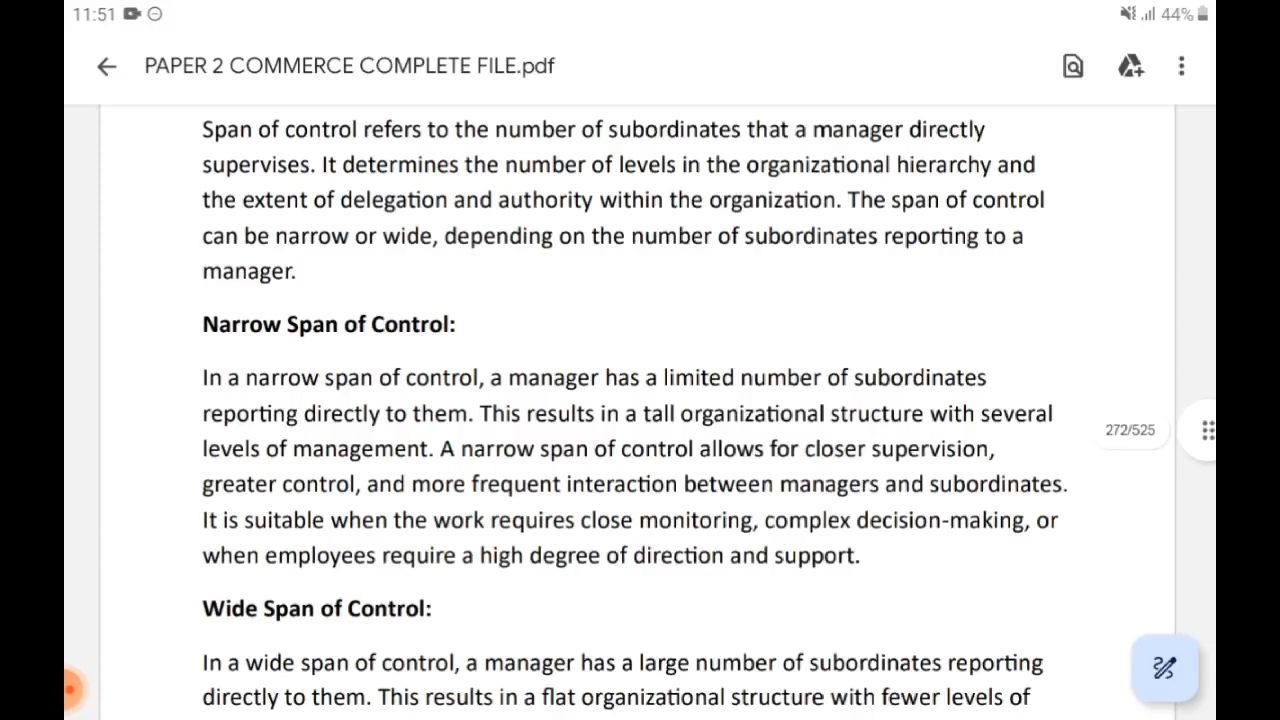 11:51
44%
PAPER 2 COMMERCE COMPLETE FILE.pdf
Span of control refers to the number of subordinates that a manager directly
supervises. It determines the number of levels in the organizational hierarchy and
the extent of delegation and authority within the organization. The span of control
can be narrow or wide, depending on the number of subordinates reporting to a
manager.
Narrow Span of Control:
In a narrow span of control, a manager has a limited number of subordinates
reporting directly to them. This results in a tall organizational structure with several
levels of management. A narrow span of control allows for closer supervision,
greater control, and more frequent interaction between managers and subordinates.
It is suitable when the work requires close monitoring, complex decision-making, or
when employees require a high degree of direction and support.
272/525
Wide Span of Control:
In a wide span of control, a manager has a large number of subordinates reporting
directly to them. This results in a flat organizational structure with fewer levels of